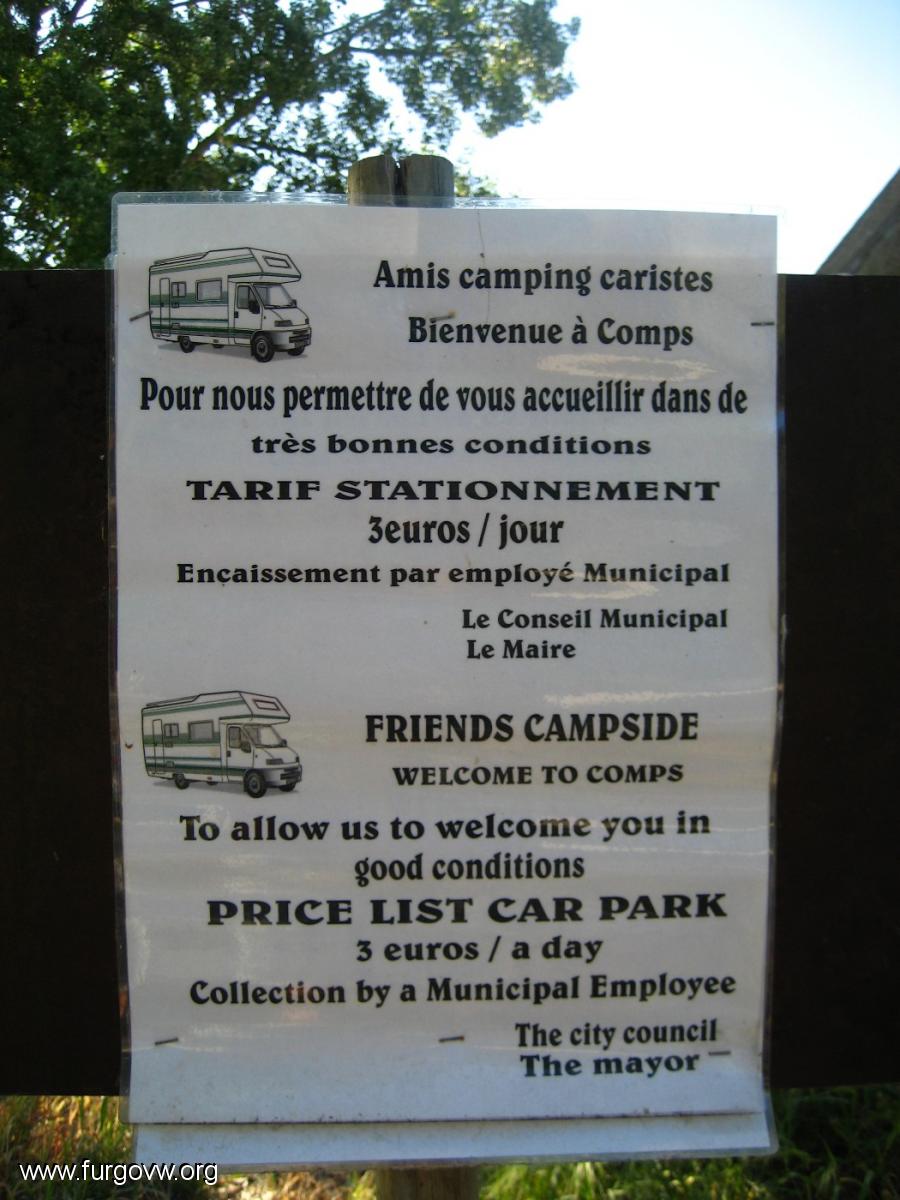 Amis camping caristes
Bienvenue à Comps
Pour nous permettre de vous accueillir dans de
très bonnes conditions
TARIF STATIONNEMENT
3euros / jour
Ençaissement par employé Municipal
Le Conseil Municipal
Le Maire
FRIENDS CAMPSIDE
WELCOME TO COMPS
To allow us to welcome you in
good conditions
PRICE LIST CAR PARK
3 euros / a day
Collection by a Municipal Employee
The city council
The mayor
www.furgovw.org